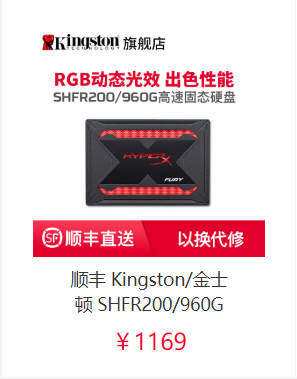 Kingston 旗舰店
TECHNOLOGY
RGB动态光效 出色性能
SHFR200/960G高速固态硬盘
HYPERX
FURY
SF 顺丰直送 以换代修
顺丰 Kingston/金士
顿 SHFR200/960G
￥1169